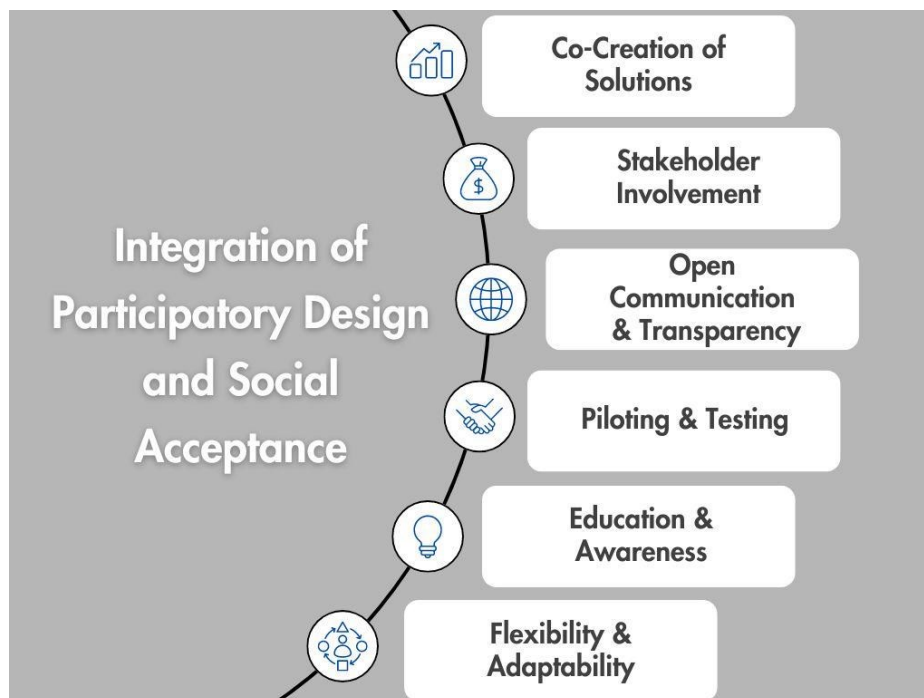 Integration of
Participatory Design
and Social
Acceptance
Co-Creation of
Solutions
Stakeholder
Involvement
$
Open
Communication
& Transparency
Piloting & Testing
Education &
Awareness
Flexibility &
Adaptability